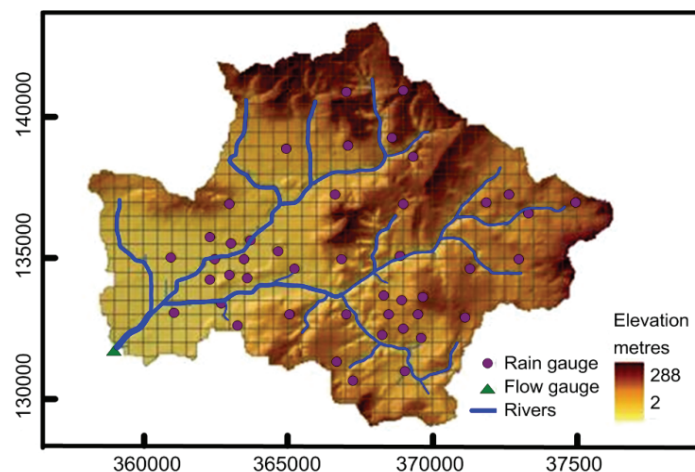 140000
135000
130000
360000
365000
370000
37500
Elevation
metres
288
2
Rain gauge
Flow gauge
Rivers